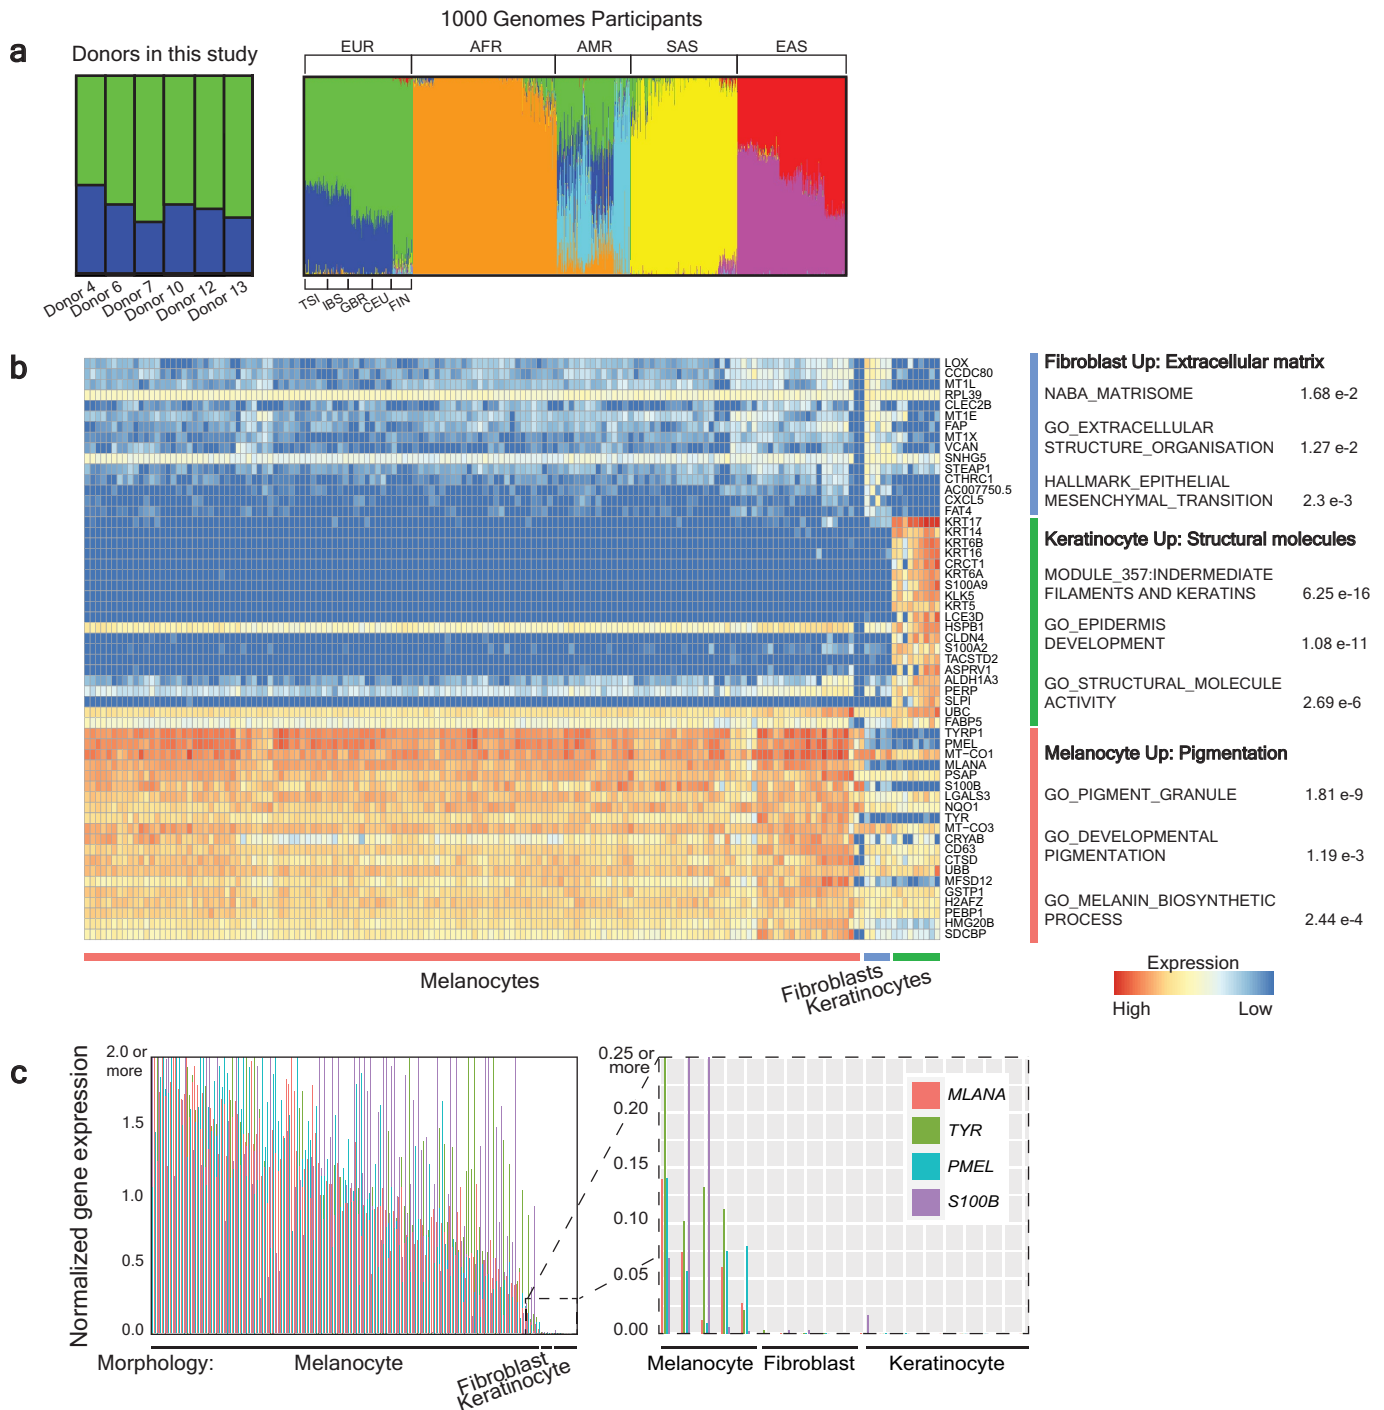 1000 Genomes Participants
a
Donors in this study
EUR AFR AMR SAS EAS
Donor 4 Donor 6 Donor 7 Donor 10 Donor 12 Donor 13
TSI IBS GBR CEU FIN
b
LOX
CCDC80
MT1L
RPL39
CLEC2B
MT1E
FAP
MT1X
VCAN
SNHG5
STEAP1
CTHRC1
AC007750.5
CXCL5
FAT4
KRT17
KRT14
KRT6B
KRT16
CRCT1
KRT6A
S100A9
KLK5
KRT5
LCE3D
HSPB1
CLDN4
S100A2
TACSTD2
ASPRV1
ALDH1A3
PERP
SLPI
UBC
FABP5
TYRP1
PMEL
MT−CO1
MLANA
PSAP
S100B
LGALS3
NQO1
TYR
MT−CO3
CRYAB
CD63
CTSD
UBB
MFSD12
GSTP1
H2AFZ
PEBP1
HMG20B
SDCBP
Fibroblast Up: Extracellular matrix
NABA_MATRISOME 1.68 e-2
GO_EXTRACELLULAR
STRUCTURE_ORGANISATION 1.27 e-2
HALLMARK_EPITHELIAL
MESENCHYMAL_TRANSITION 2.3 e-3
Keratinocyte Up: Structural molecules
MODULE_357:INDERMEDIATE
FILAMENTS AND KERATINS 6.25 e-16
GO_EPIDERMIS
DEVELOPMENT 1.08 e-11
GO_STRUCTURAL_MOLECULE
ACTIVITY 2.69 e-6
Melanocyte Up: Pigmentation
GO_PIGMENT_GRANULE 1.81 e-9
GO_DEVELOPMENTAL
PIGMENTATION 1.19 e-3
GO_MELANIN_BIOSYNTHETIC
PROCESS 2.44 e-4
Melanocytes
Fibroblasts
Keratinocytes
Expression
High Low
c
Normalized gene expression
2.0 or
more
1.5
1.0
0.5
0.0
Morphology: Melanocyte
Fibroblast
Keratinocyte
0.25 or
more
0.20
0.15
0.10
0.05
0.00
MLANA
TYR
PMEL
S100B
Melanocyte Fibroblast Keratinocyte